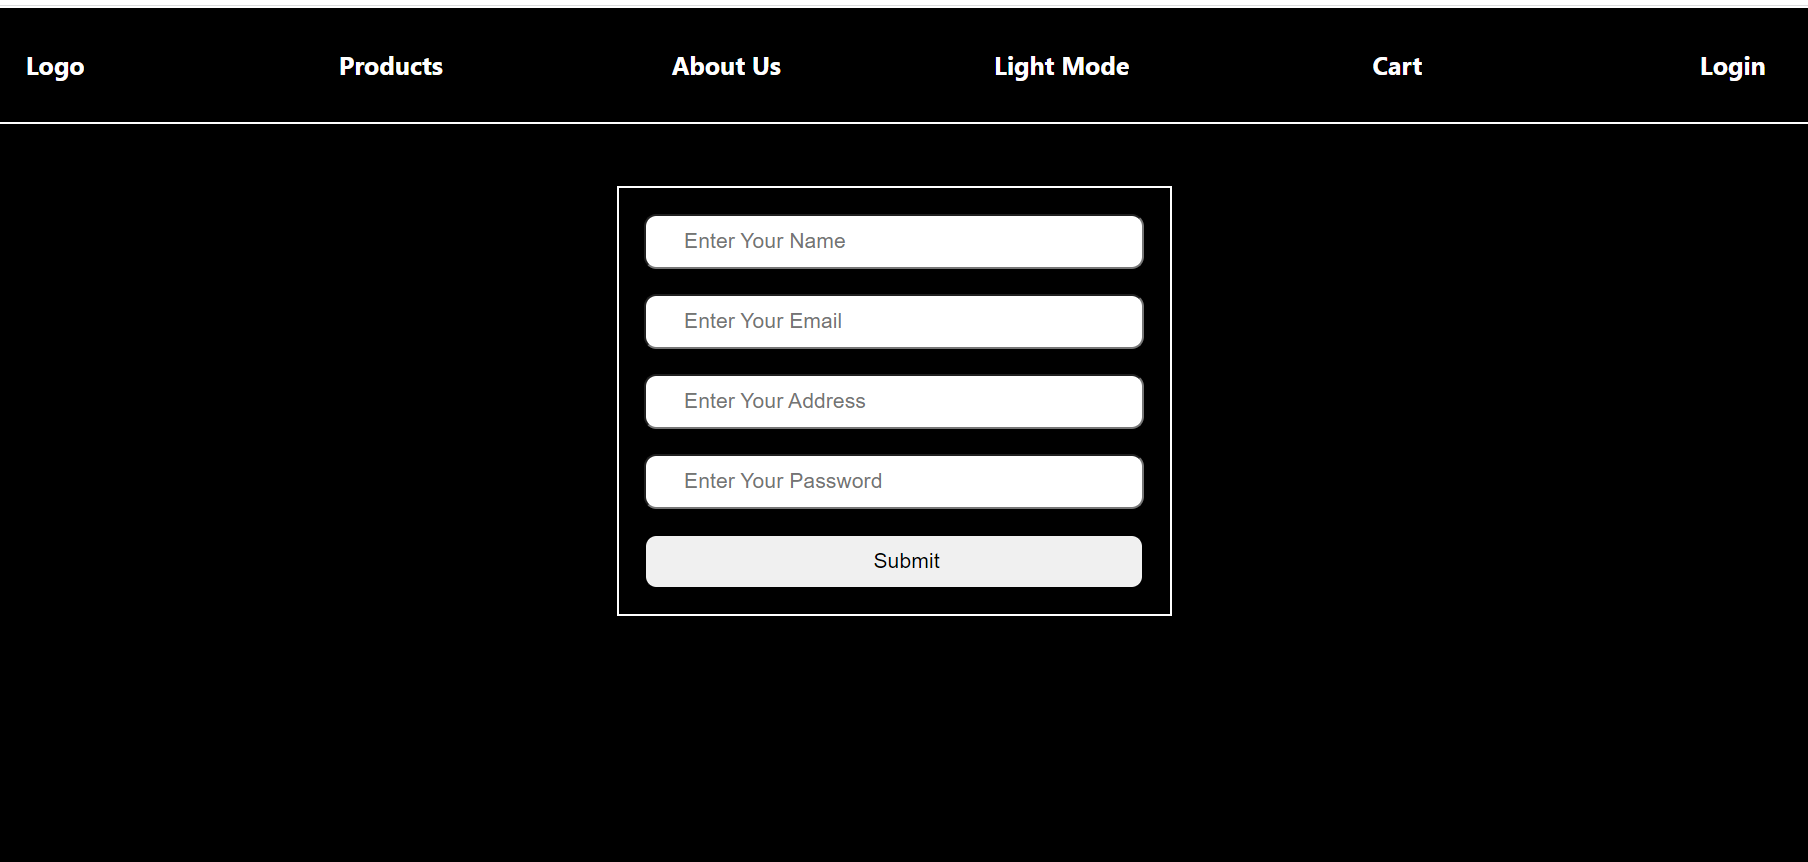 Logo Products About Us Light Mode Cart Login
Enter Your Name
Enter Your Email
Enter Your Address
Enter Your Password
Submit